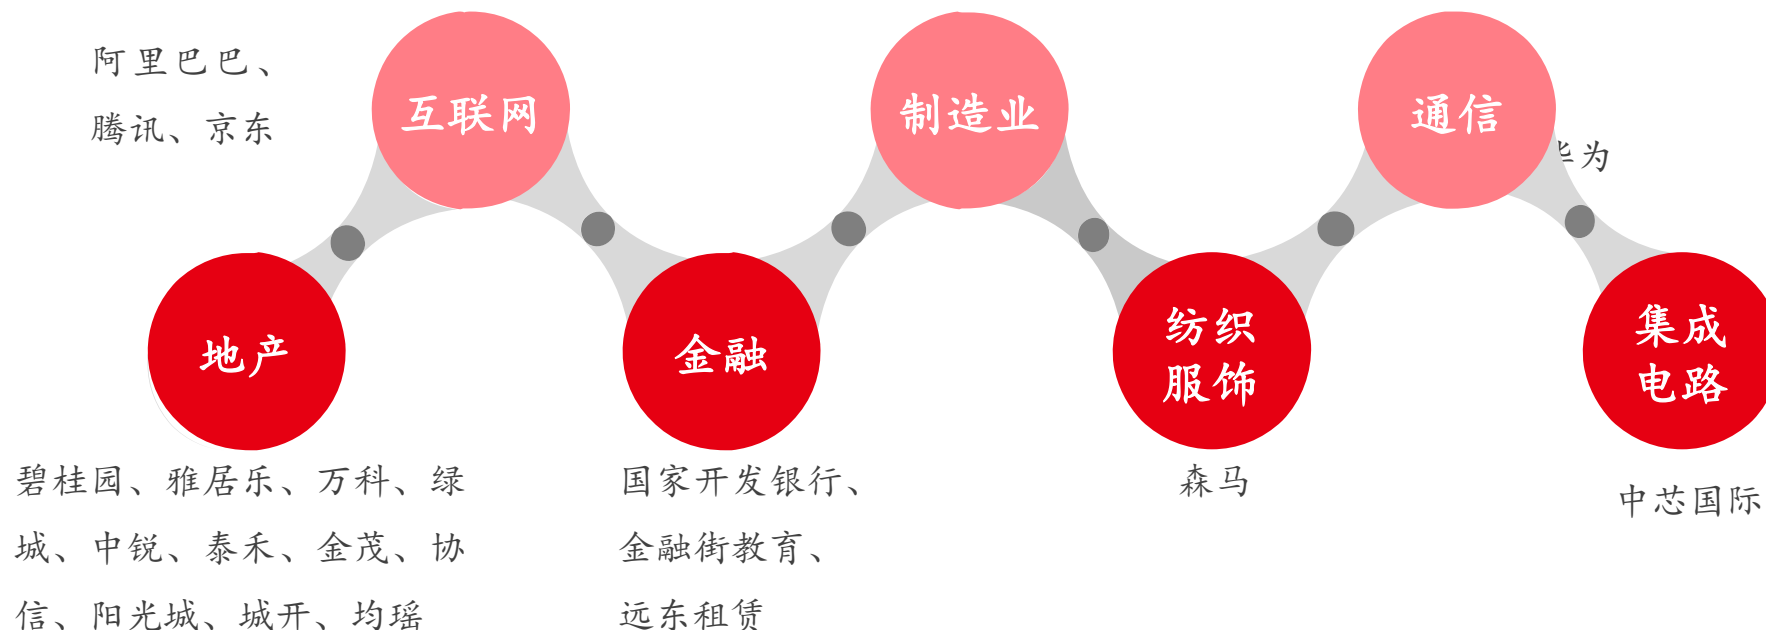 阿里巴巴、
腾讯、京东
互联网
制造业
通信
为
地产
金融
纺织
服饰
集成
电路
碧桂园、雅居乐、万科、绿
城、中锐、泰禾、金茂、协
信、阳光城、城开、均瑶
国家开发银行、
金融街教育、
远东租赁
森马
中芯国际